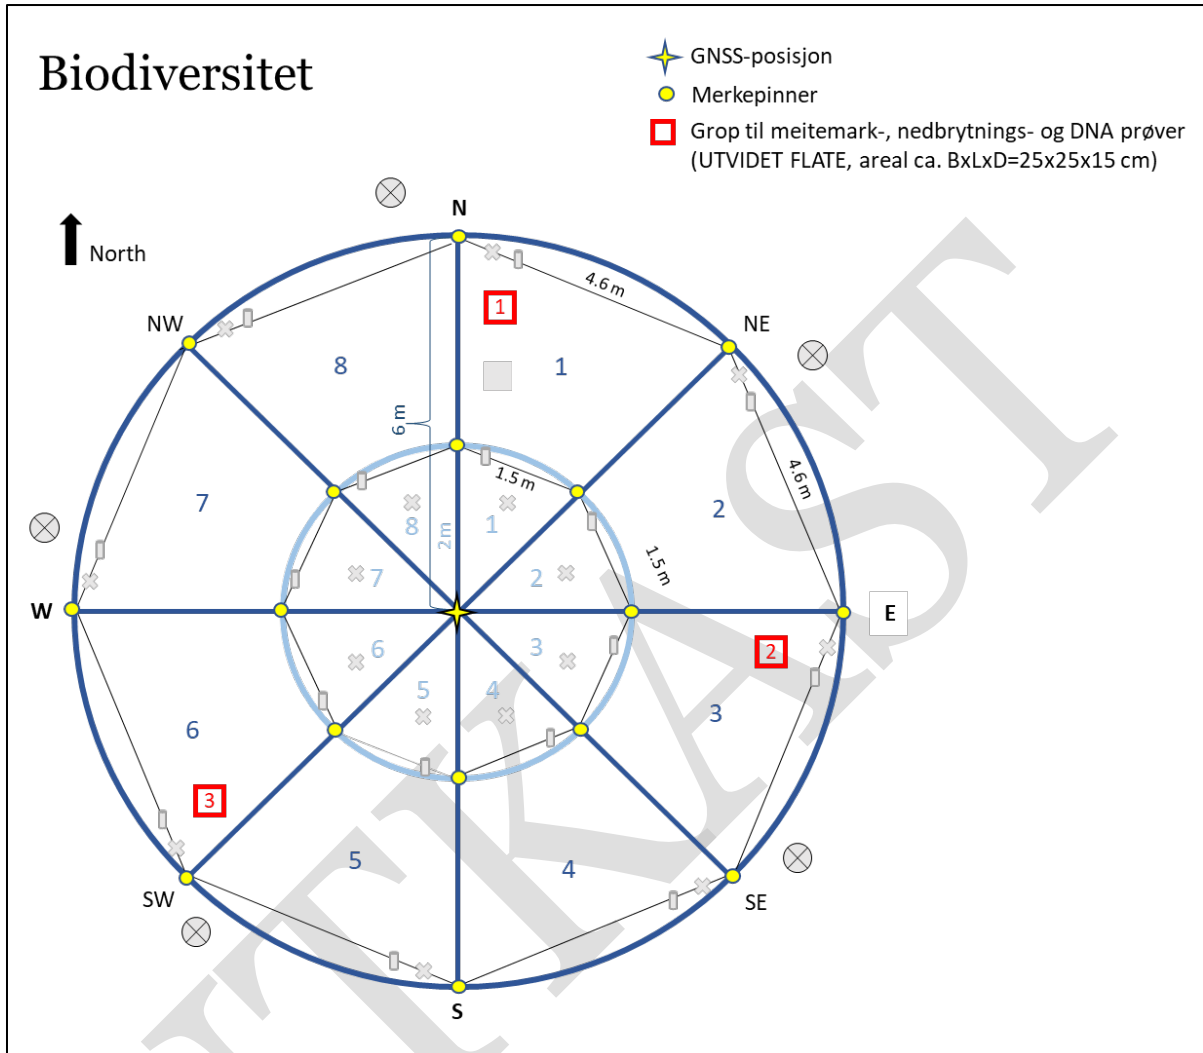 Biodiversitet
GNSS-posisjon
Merkepinner
Grop til meitemark-, nedbrytnings- og DNA prøver
(UTVIDET FLATE, areal ca. BxLxD=25x25x15 cm)
North
N
NW
NE
4.6 m
1
8
1
6 m
4.6 m
1.5 m
7
2
8
1
2 m
1.5 m
7
2
W
E
6
3
2
5
4
6
3
3
5
4
SW
SE
S
UTKAST